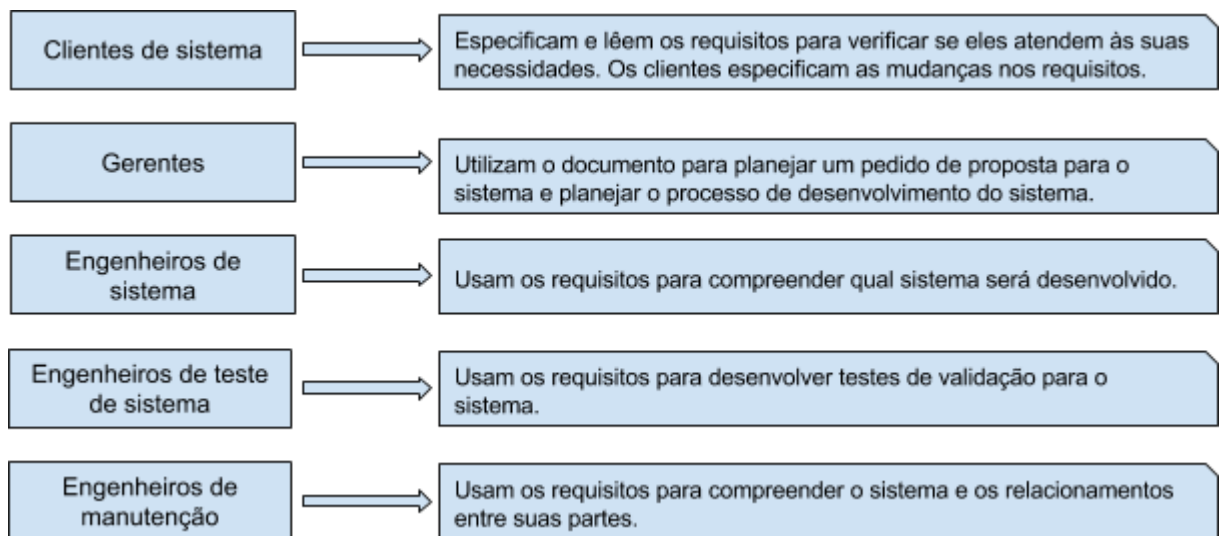 Clientes de sistema
Especificam e lêem os requisitos para verificar se eles atendem às suas
necessidades. Os clientes especificam as mudanças nos requisitos.
Gerentes
Utilizam o documento para planejar um pedido de proposta para o
sistema e planejar o processo de desenvolvimento do sistema.
Engenheiros de
sistema
Usam os requisitos para compreender qual sistema será desenvolvido.
Engenheiros de teste
de sistema
Usam os requisitos para desenvolver testes de validação para o
sistema.
Engenheiros de
manutenção
Usam os requisitos para compreender o sistema e os relacionamentos
entre suas partes.